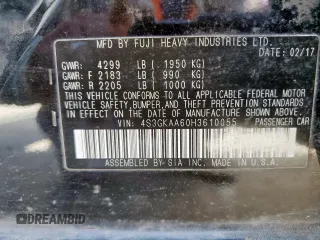 MFD. BY FUJI HEAVY INDUSTRIES LTD.
DATE: 02/17
GVWR: 4299 LB ( 1950 KG)
GAWR: F 2183 LB ( 990 KG)
GAWR: R 2205 LB ( 1000 KG)
THIS VEHICLE CONFORMS TO ALL APPLICABLE FEDERAL MOTOR
VEHICLE SAFETY, BUMPER, AND THEFT PREVENTION STANDARDS
IN EFFECT ON THE DATE OF MANUFACTURE SHOWN ABOVE.
VIN: 4S3GKAA60H3610055 PASSENGER CAR
ASSEMBLED BY SIA INC. MADE IN U.S.A.
DREAMBID